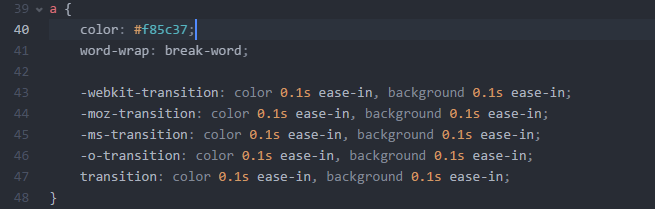 39 a {
40 color: #f85c37;
41 word-wrap: break-word;
42
43 -webkit-transition: color 0.1s ease-in, background 0.1s ease-in;
44 -moz-transition: color 0.1s ease-in, background 0.1s ease-in;
45 -ms-transition: color 0.1s ease-in, background 0.1s ease-in;
46 -o-transition: color 0.1s ease-in, background 0.1s ease-in;
47 transition: color 0.1s ease-in, background 0.1s ease-in;
48 }